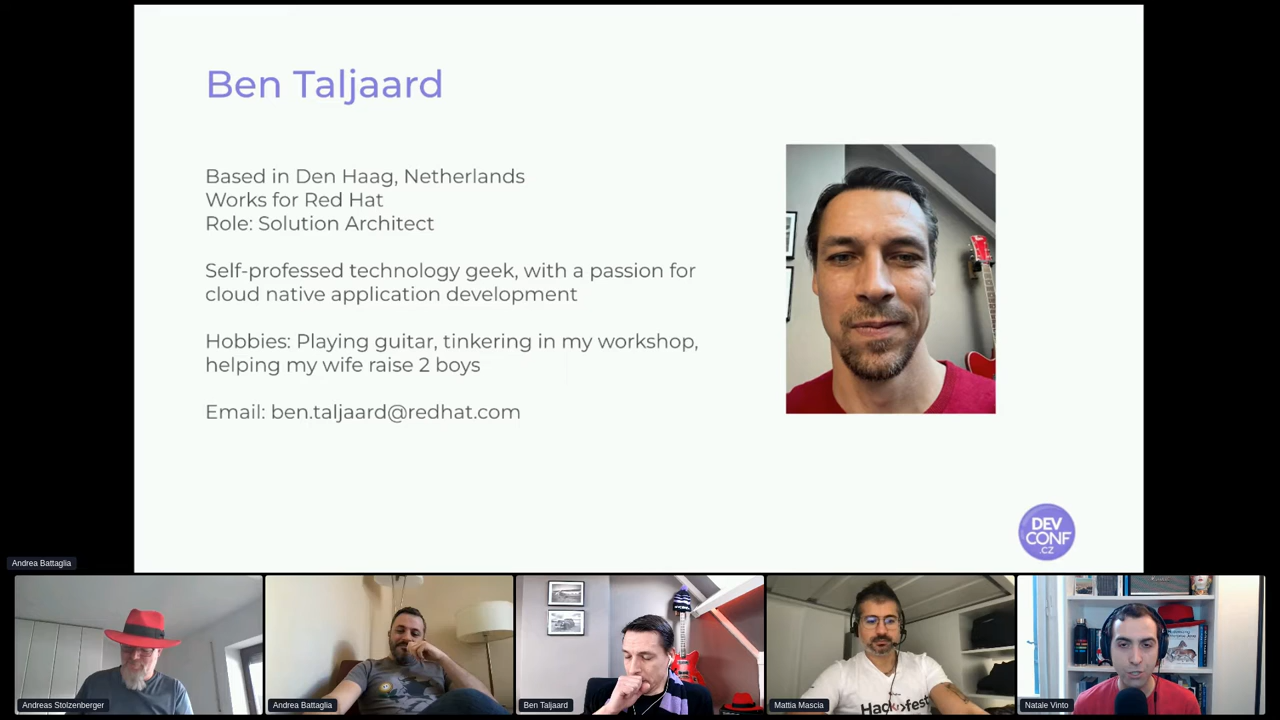 Ben Taljaard
Based in Den Haag, Netherlands
Works for Red Hat
Role: Solution Architect
Self-professed technology geek, with a passion for
cloud native application development
Hobbies: Playing guitar, tinkering in my workshop,
helping my wife raise 2 boys
Email: ben.taljaard@redhat.com
DEV
CONF
.CZ
Andrea Battaglia
Andreas Stolzenberger
Andrea Battaglia
Ben Taljaard
Mattia Mascia
Natale Vinto